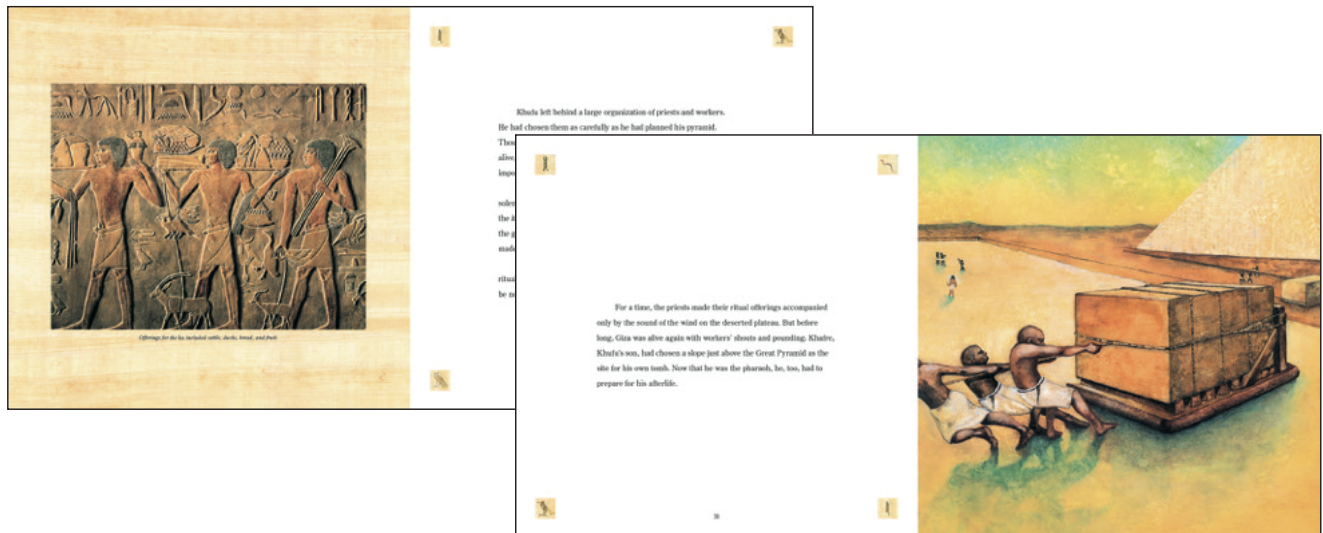 Khufu left behind a large organization of priests and workers.
He had chosen them as carefully as he had planned his pyramid.
alive,
the
made
Offerings for the ka included cattle, ducks, bread, and fruit
For a time, the priests made their ritual offerings accompanied
only by the sound of the wind on the deserted plateau. But before
long, Giza was alive again with workers' shouts and pounding. Khafre,
Khufu's son, had chosen a slope just above the Great Pyramid as the
site for his own tomb. Now that he was the pharaoh, he, too, had to
prepare for his afterlife.